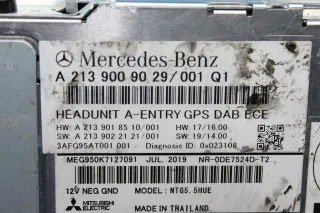 Mercedes-Benz
A 213 900 90 29/001 Q1
HEADUNIT A-ENTRY GPS DAB ECE
HW: A 213 901 85 10/001 HW: 17/16.00
SW: A 213 902 21 21/001 SW: 19/14.00
3AFG95AT001 001 Diagnosis ID: 0x023108
MEG950K7127091 JUL. 2019 NR-0DE7524D-T2
12V NEG GND MODEL: NTG5.5HUE
MITSUBISHI ELECTRIC MADE IN THAILAND.